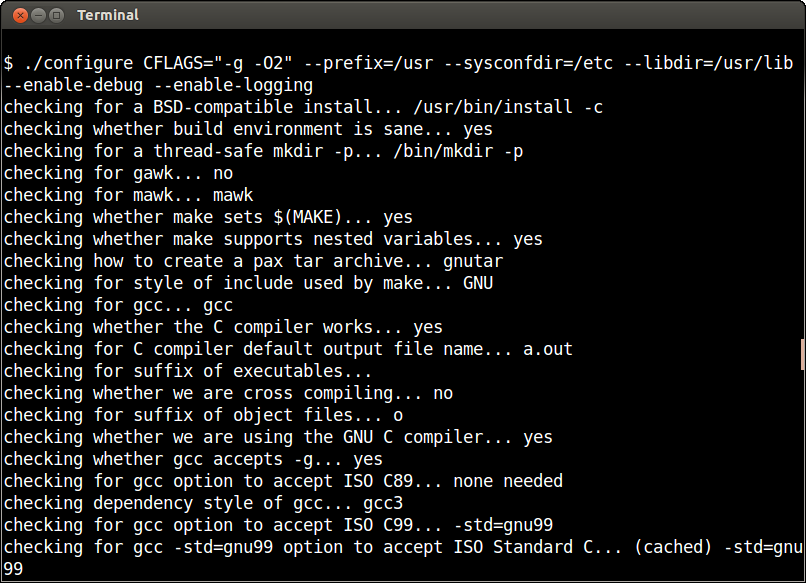 Terminal
$ ./configure CFLAGS="-g -O2" --prefix=/usr --sysconfdir=/etc --libdir=/usr/lib
--enable-debug --enable-logging
checking for a BSD-compatible install... /usr/bin/install -c
checking whether build environment is sane... yes
checking for a thread-safe mkdir -p... /bin/mkdir -p
checking for gawk... no
checking for mawk... mawk
checking whether make sets $(MAKE)... yes
checking whether make supports nested variables... yes
checking how to create a pax tar archive... gnutar
checking for style of include used by make... GNU
checking for gcc... gcc
checking whether the C compiler works... yes
checking for C compiler default output file name... a.out
checking for suffix of executables...
checking whether we are cross compiling... no
checking for suffix of object files... o
checking whether we are using the GNU C compiler... yes
checking whether gcc accepts -g... yes
checking for gcc option to accept ISO C89... none needed
checking dependency style of gcc... gcc3
checking for gcc option to accept ISO C99... -std=gnu99
checking for gcc -std=gnu99 option to accept ISO Standard C... (cached) -std=gnu
99